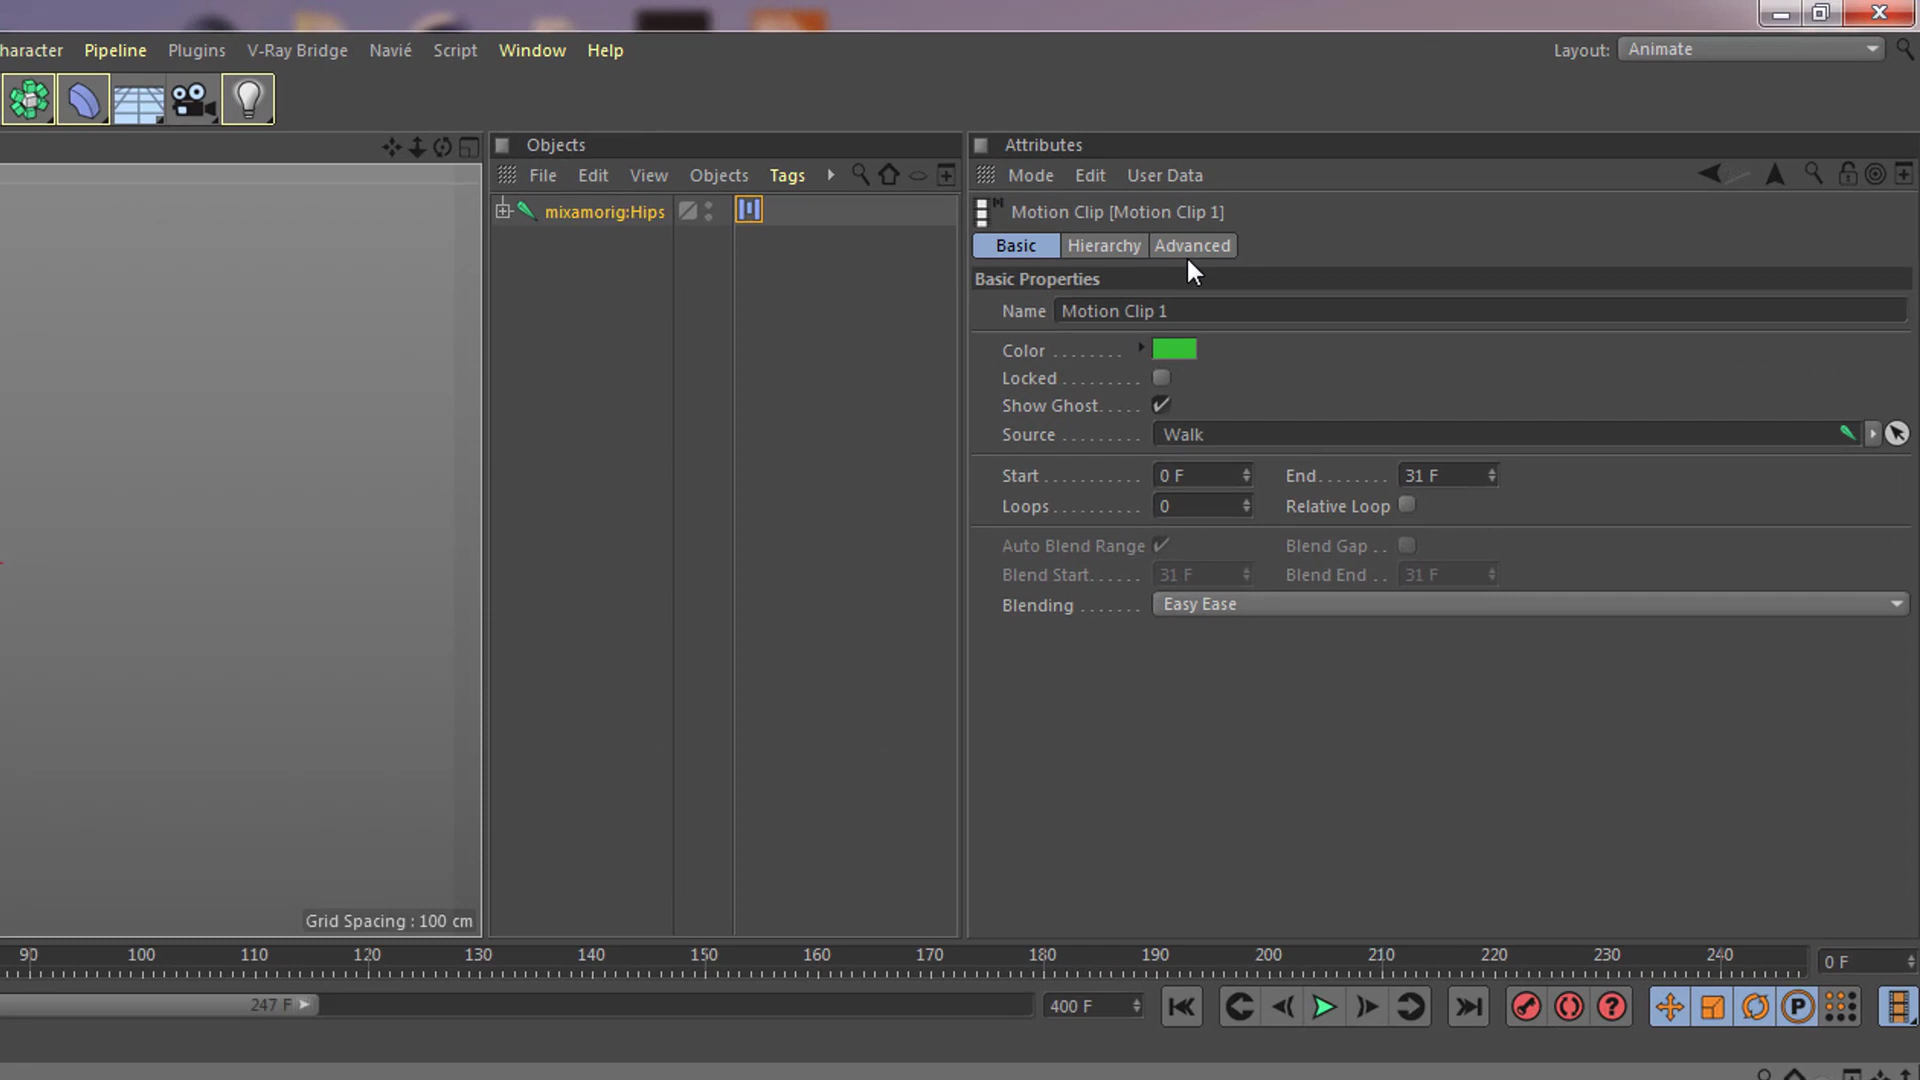 haracter Pipeline Plugins V-Ray Bridge Navié Script Window Help Layout: Animate
Objects Attributes
File Edit View Objects Tags Mode Edit User Data
mixamorig:Hips Motion Clip [Motion Clip 1]
Basic Hierarchy Advanced
Basic Properties
Name Motion Clip 1
Color . . . . . . . .
Locked . . . . . . . . .
Show Ghost. . . . .
Source . . . . . . . . . Walk
Start . . . . . . . . . . . 0 F End. . . . . . . . 31 F
Loops . . . . . . . . . . 0 Relative Loop
Auto Blend Range Blend Gap . .
Blend Start. . . . . . 31 F Blend End . . 31 F
Blending . . . . . . . Easy Ease
Grid Spacing : 100 cm
90 100 110 120 130 140 150 160 170 180 190 200 210 220 230 240 0 F
247 F 400 F P